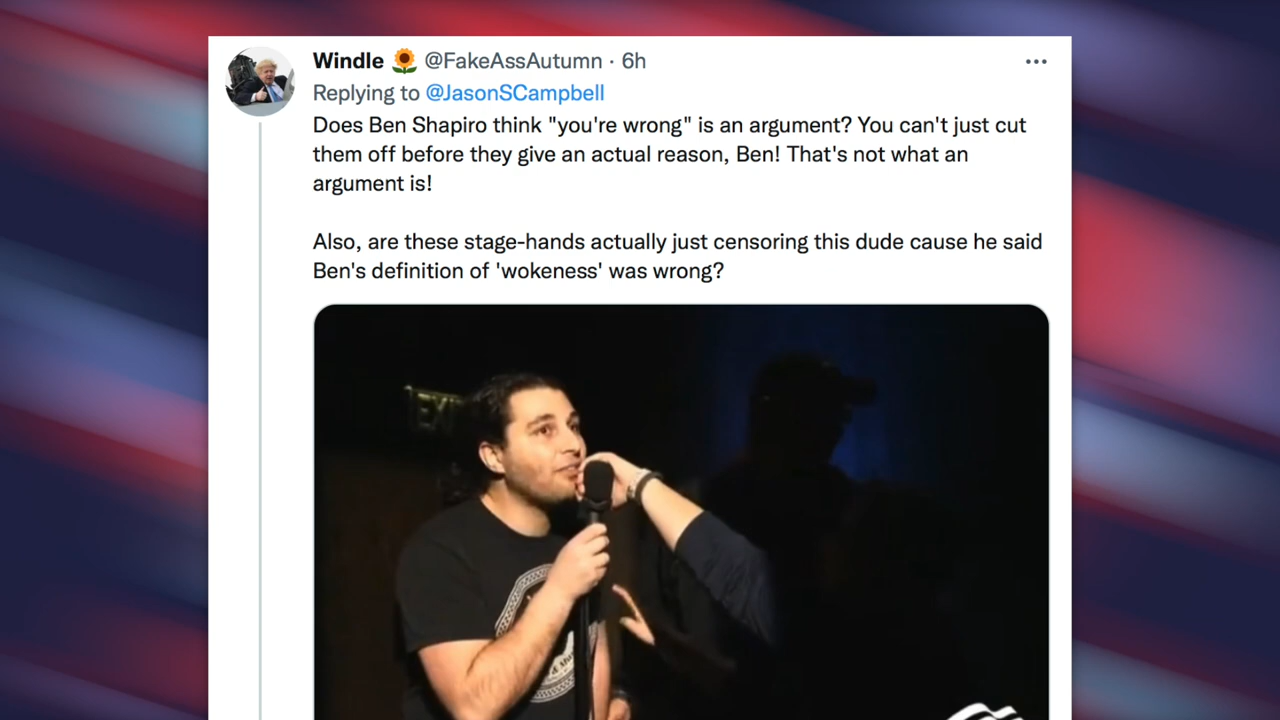 Windle 🌻 @FakeAssAutumn · 6h
Replying to @JasonSCampbell
Does Ben Shapiro think "you're wrong" is an argument? You can't just cut
them off before they give an actual reason, Ben! That's not what an
argument is!
Also, are these stage-hands actually just censoring this dude cause he said
Ben's definition of 'wokeness' was wrong?